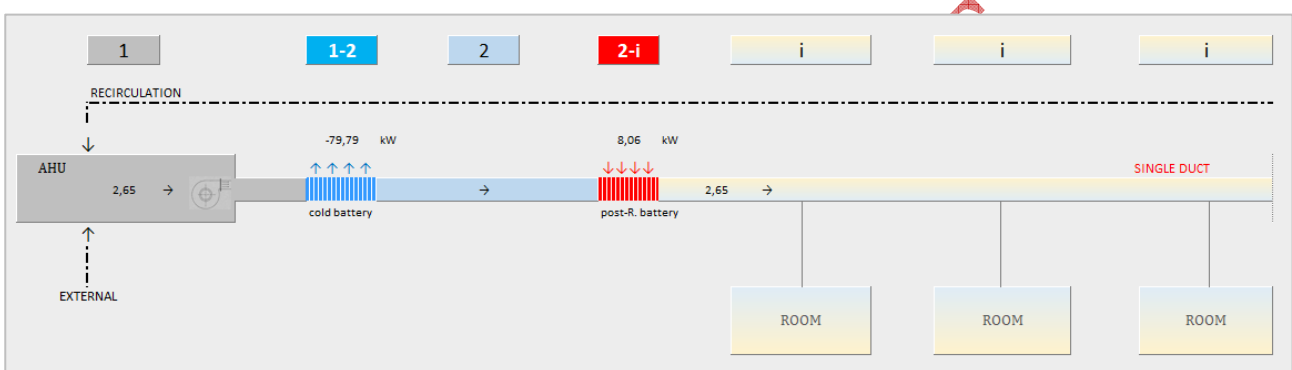 1 1-2 2 2-i i i i
RECIRCULATION
-79,79 kW 8,06 kW
AHU SINGLE DUCT
2,65 2,65
cold battery post-R. battery
EXTERNAL
ROOM ROOM ROOM